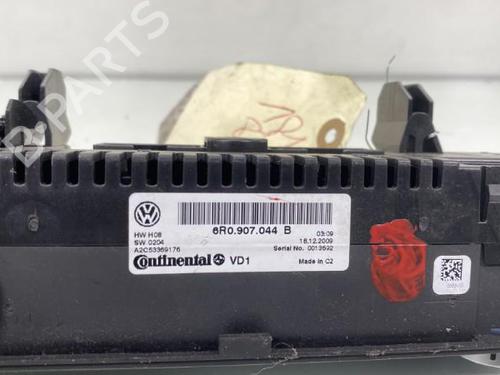 B-PARTS
6R0.907.044 B
HW H08
SW 0204
A2C53369176
03:09
16.12.2009
Serial No. 0013592
Continental VD1
Made in CZ